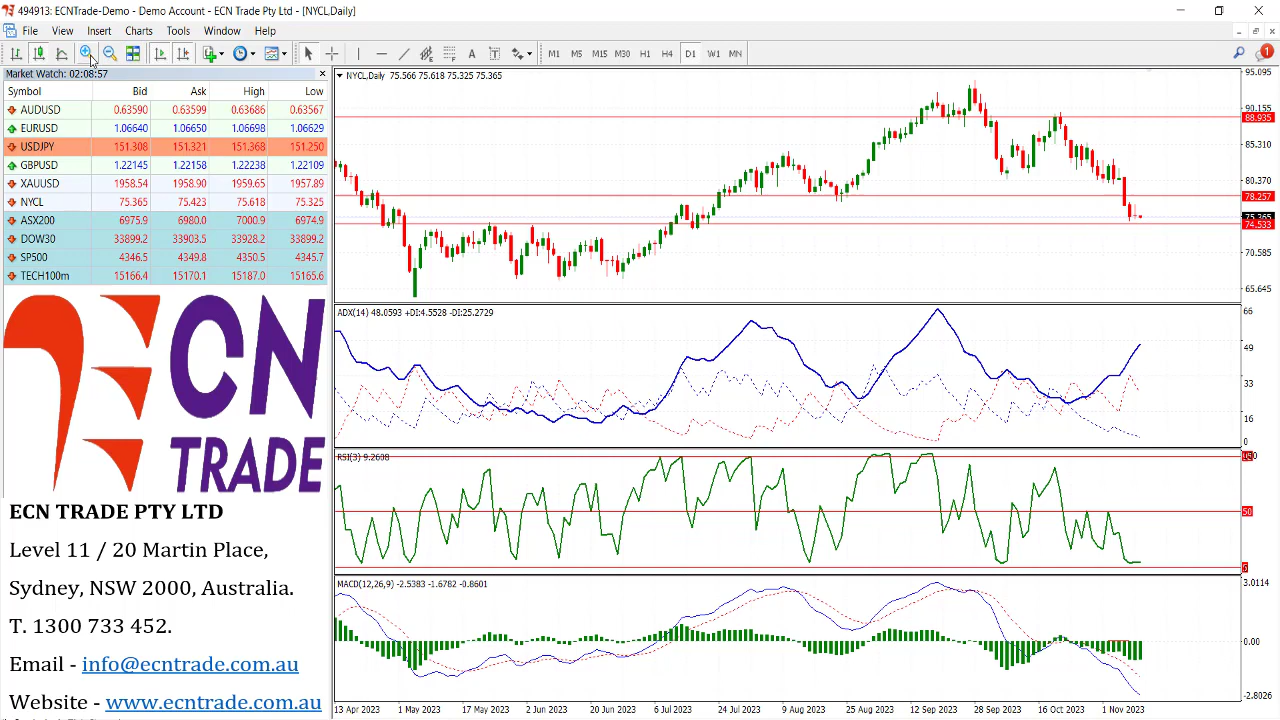 494913: ECNTrade-Demo - Demo Account - ECN Trade Pty Ltd - [NYCL,Daily]
File View Insert Charts Tools Window Help
A T M1 M5 M15 M30 H1 H4 D1 W1 MN 1
Market Watch: 02:08:57
Symbol Bid Ask High Low
AUDUSD 0.63590 0.63599 0.63686 0.63567
EURUSD 1.06640 1.06650 1.06698 1.06629
USDJPY 151.308 151.321 151.368 151.250
GBPUSD 1.22145 1.22158 1.22238 1.22109
XAUUSD 1958.54 1958.90 1959.65 1957.89
NYCL 75.365 75.423 75.618 75.325
ASX200 6975.9 6980.0 7000.9 6974.9
DOW30 33899.2 33903.5 33928.2 33899.2
SP500 4346.5 4349.8 4350.5 4345.7
TECH100m 15166.4 15170.1 15187.0 15165.6
ECN
TRADE
ECN TRADE PTY LTD
Level 11 / 20 Martin Place,
Sydney, NSW 2000, Australia.
T. 1300 733 452.
Email - info@ecntrade.com.au
Website - www.ecntrade.com.au
NYCL,Daily 75.566 75.618 75.325 75.365
95.095
90.155
88.935
85.310
80.370
78.257
74.533
70.585
65.645
ADX(14) 48.0593 +DI:4.5528 -DI:25.2729
66
49
33
16
0
RSI(3) 9.2608
50
MACD(12,26,9) -2.5383 -1.6782 -0.8601
3.0114
0.00
-2.8026
13 Apr 2023 1 May 2023 17 May 2023 2 Jun 2023 20 Jun 2023 6 Jul 2023 24 Jul 2023 9 Aug 2023 25 Aug 2023 12 Sep 2023 28 Sep 2023 16 Oct 2023 1 Nov 2023